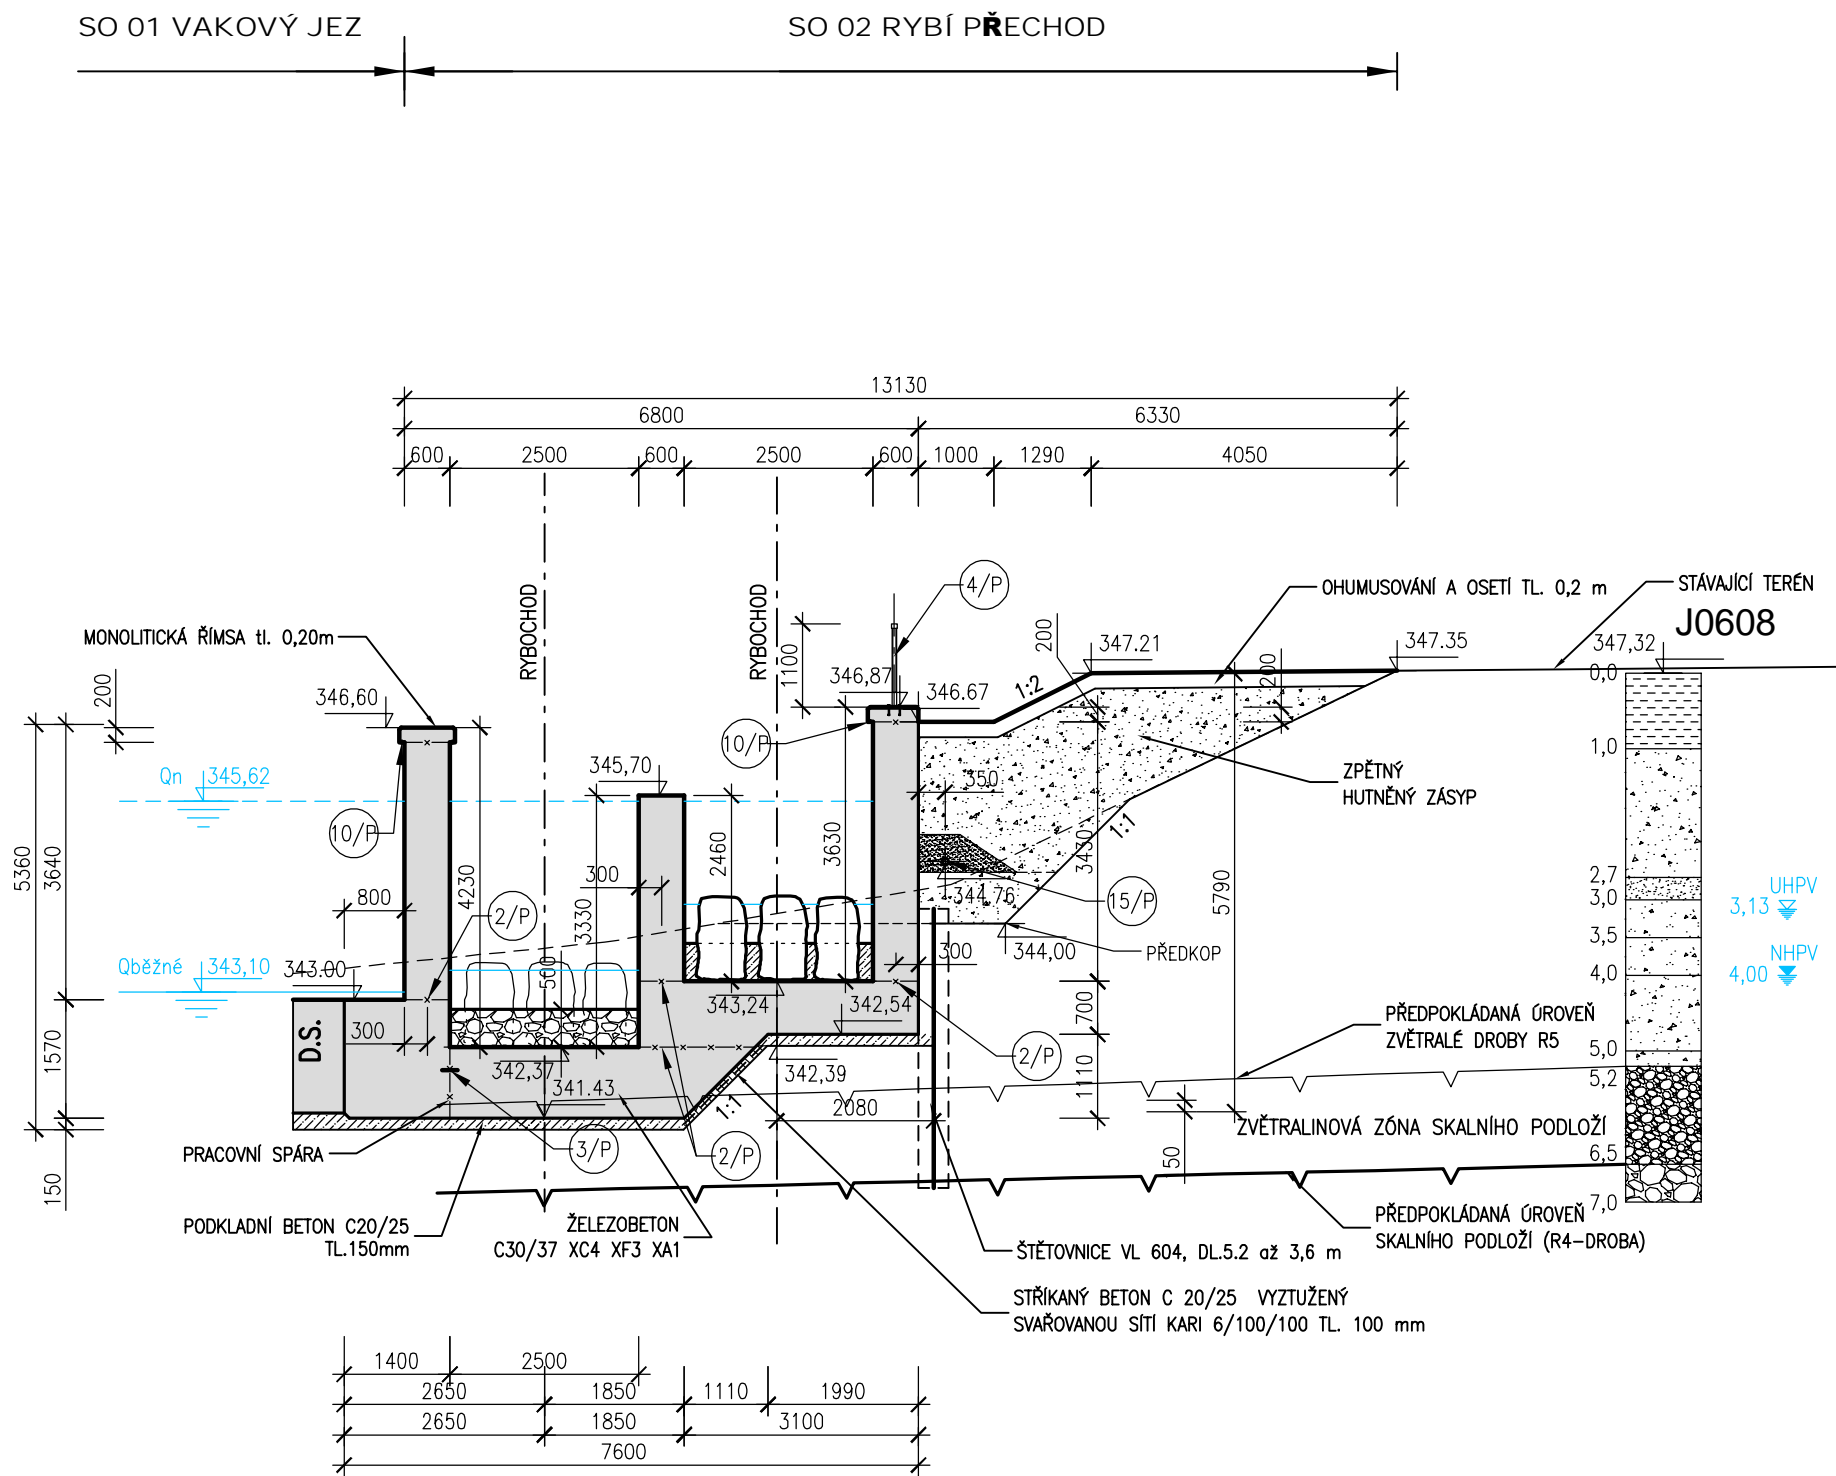 SO 01 VAKOVÝ JEZ
SO 02 RYBÍ PŘECHOD
13130
6800
6330
600
2500
600
2500
600
1000
1290
4050
RYBOCHOD
RYBOCHOD
4/P
OHUMUSOVÁNÍ A OSETÍ TL. 0,2 m
STÁVAJÍCÍ TERÉN
J0608
MONOLITICKÁ ŘÍMSA tl. 0,20m
200
346,60
1100
346,87
346.67
1:2
200
347.21
200
347.35
347,32
0,0
1,0
2,7
3,0
3,5
4,0
5,0
5,2
6,5
7,0
10/P
345,70
Qn
345,62
10/P
350
ZPĚTNÝ
HUTNĚNÝ ZÁSYP
1:1
5360
3640
800
4230
2/P
300
3330
2460
3630
3430
344.76
15/P
5790
UHPV
3,13
NHPV
4,00
Qběžné
343,10
343.00
500
343,24
342,54
300
344,00
PŘEDKOP
D.S.
300
342,37
341.43
342,39
2/P
700
1110
1570
150
2080
1:1
50
PŘEDPOKLÁDANÁ ÚROVEŇ
ZVĚTRALÉ DROBY R5
ZVĚTRALINOVÁ ZÓNA SKALNÍHO PODLOŽÍ
PRACOVNÍ SPÁRA
3/P
2/P
PODKLADNÍ BETON C20/25
TL.150mm
ŽELEZOBETON
C30/37 XC4 XF3 XA1
ŠTĚTOVNICE VL 604, DL.5.2 až 3,6 m
PŘEDPOKLÁDANÁ ÚROVEŇ
SKALNÍHO PODLOŽÍ (R4-DROBA)
STŘÍKANÝ BETON C 20/25 VYZTUŽENÝ
SVAŘOVANOU SÍTÍ KARI 6/100/100 TL. 100 mm
1400
2500
2650
1850
1110
1990
2650
1850
3100
7600